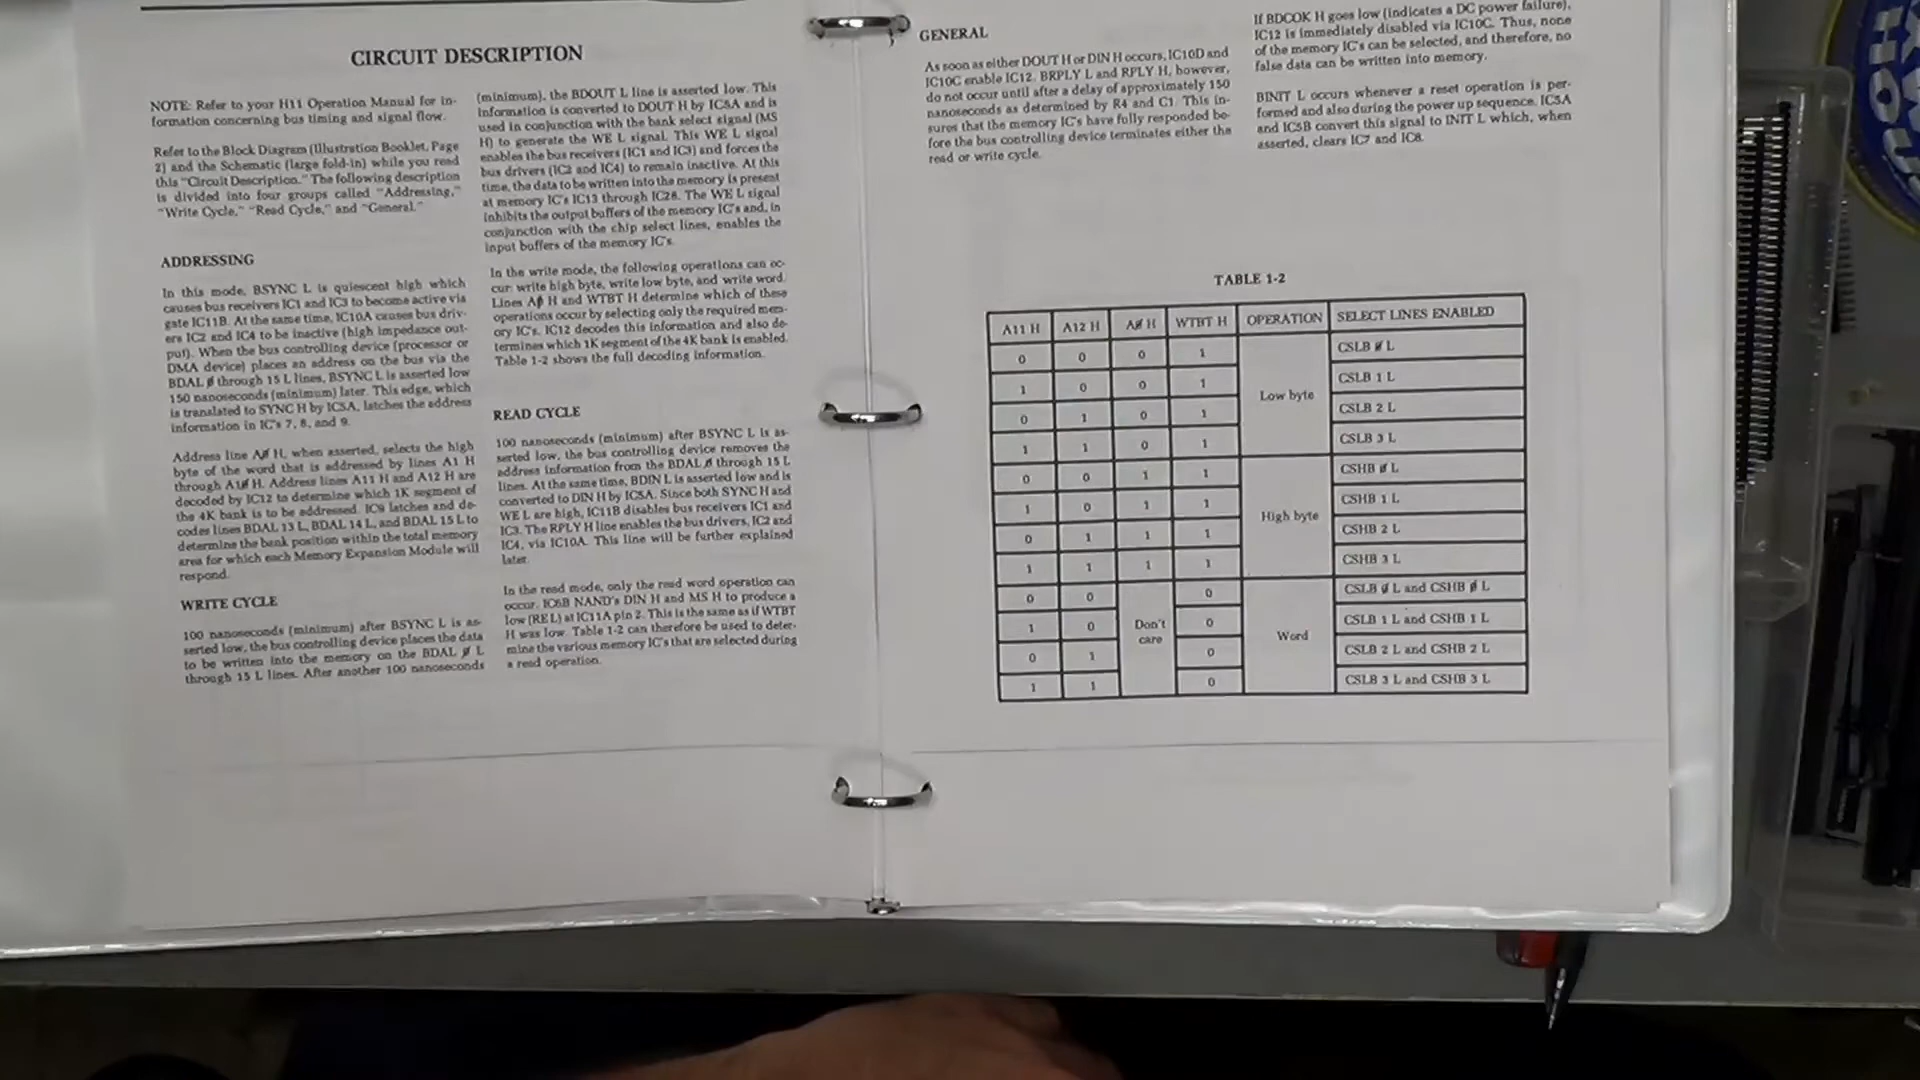 CIRCUIT DESCRIPTION
NOTE: Refer to your H11 Operation Manual for in-
formation concerning bus timing and signal flow.
Refer to the Block Diagram (Illustration Booklet, Page
2) and the Schematic (large fold-in) while you read
this "Circuit Description." The following description
is divided into four groups called "Addressing,"
"Write Cycle," "Read Cycle," and "General."
ADDRESSING
In this mode, BSYNC L is quiescent high which
causes bus receivers IC1 and IC3 to become active via
gate IC11B. At the same time, IC10A causes bus driv-
ers IC2 and IC4 to be inactive (high impedance out-
put). When the bus controlling device (processor or
DMA device) places an address on the bus via the
BDAL Ø through 15 L lines, BSYNC L is asserted low
150 nanoseconds (minimum) later. This edge, which
is translated to SYNC H by IC5A, latches the address
information in IC's 7, 8, and 9.
Address line AØ H, when asserted, selects the high
byte of the word that is addressed by lines A1 H
through A1Ø H. Address lines A11 H and A12 H are
decoded by IC12 to determine which 1K segment of
the 4K bank is to be addressed. IC9 latches and de-
codes lines BDAL 13 L, BDAL 14 L, and BDAL 15 L to
determine the bank position within the total memory
area for which each Memory Expansion Module will
respond.
WRITE CYCLE
100 nanoseconds (minimum) after BSYNC L is as-
serted low, the bus controlling device places the data
to be written into the memory on the BDAL Ø L
through 15 L lines. After another 100 nanoseconds
(minimum), the BDOUT L line is asserted low. This
information is converted to DOUT H by IC5A and is
used in conjunction with the bank select signal (MS
H) to generate the WE L signal. This WE L signal
enables the bus receivers (IC1 and IC3) and forces the
bus drivers (IC2 and IC4) to remain inactive. At this
time, the data to be written into the memory is present
at memory IC's IC13 through IC28. The WE L signal
inhibits the output buffers of the memory IC's and, in
conjunction with the chip select lines, enables the
input buffers of the memory IC's.
In the write mode, the following operations can oc-
cur: write high byte, write low byte, and write word.
Lines AØ H and WTBT H determine which of these
operations occur by selecting only the required mem-
ory IC's. IC12 decodes this information and also de-
termines which 1K segment of the 4K bank is enabled.
Table 1-2 shows the full decoding information.
READ CYCLE
100 nanoseconds (minimum) after BSYNC L is as-
serted low, the bus controlling device removes the
address information from the BDAL Ø through 15 L
lines. At the same time, BDIN L is asserted low and is
converted to DIN H by IC5A. Since both SYNC H and
WE L are high, IC11B disables bus receivers IC1 and
IC3. The RPLY H line enables the bus drivers, IC2 and
IC4, via IC10A. This line will be further explained
later.
In the read mode, only the read word operation can
occur. IC6B NAND's DIN H and MS H to produce a
low (RE L) at IC11A pin 2. This is the same as if WTBT
H was low. Table 1-2 can therefore be used to deter-
mine the various memory IC's that are selected during
a read operation.
GENERAL
As soon as either DOUT H or DIN H occurs, IC10D and
IC10C enable IC12. BRPLY L and RPLY H, however,
do not occur until after a delay of approximately 150
nanoseconds as determined by R4 and C1. This in-
sures that the memory IC's have fully responded be-
fore the bus controlling device terminates either the
read or write cycle.
If BDCOK H goes low (indicates a DC power failure),
IC12 is immediately disabled via IC10C. Thus, none
of the memory IC's can be selected, and therefore, no
false data can be written into memory.
BINIT L occurs whenever a reset operation is per-
formed and also during the power up sequence. IC5A
and IC5B convert this signal to INIT L which, when
asserted, clears IC7 and IC8.
TABLE 1-2
A11 H A12 H AØ H WTBT H OPERATION SELECT LINES ENABLED
0 0 0 1 CSLB Ø L
1 0 0 1 Low byte CSLB 1 L
0 1 0 1 CSLB 2 L
1 1 0 1 CSLB 3 L
0 0 1 1 CSHB Ø L
1 0 1 1 High byte CSHB 1 L
0 1 1 1 CSHB 2 L
1 1 1 1 CSHB 3 L
0 0 0 CSLB Ø L and CSHB Ø L
1 0 Don't care 0 Word CSLB 1 L and CSHB 1 L
0 1 0 CSLB 2 L and CSHB 2 L
1 1 0 CSLB 3 L and CSHB 3 L